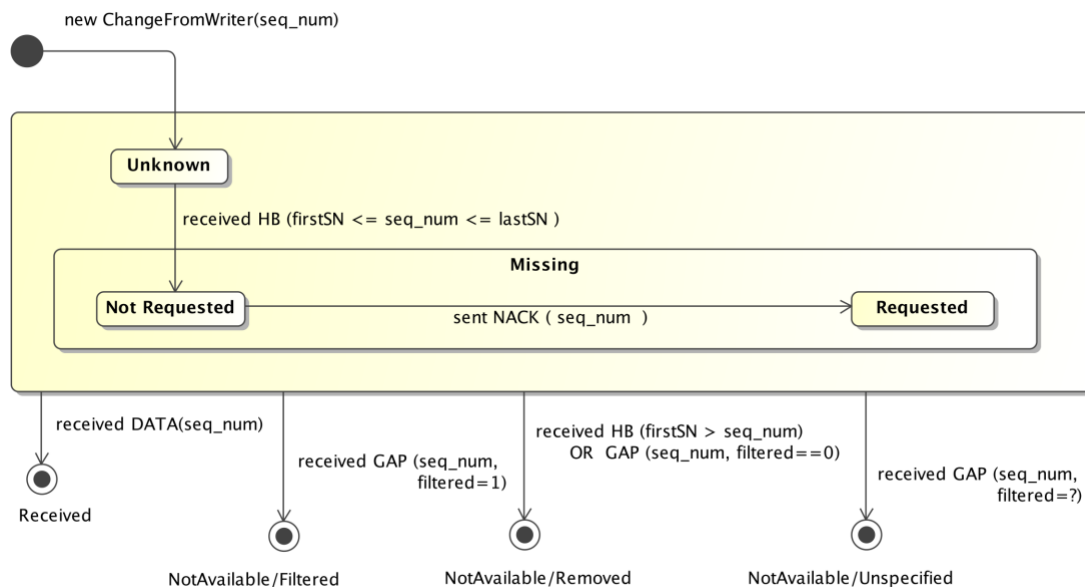 new ChangeFromWriter(seq_num)
Unknown
received HB (firstSN <= seq_num <= lastSN )
Missing
Not Requested
Requested
sent NACK ( seq_num )
received DATA(seq_num)
Received
received GAP (seq_num,
filtered=1)
NotAvailable/Filtered
received HB (firstSN > seq_num)
OR GAP (seq_num, filtered==0)
NotAvailable/Removed
received GAP (seq_num,
filtered=?)
NotAvailable/Unspecified